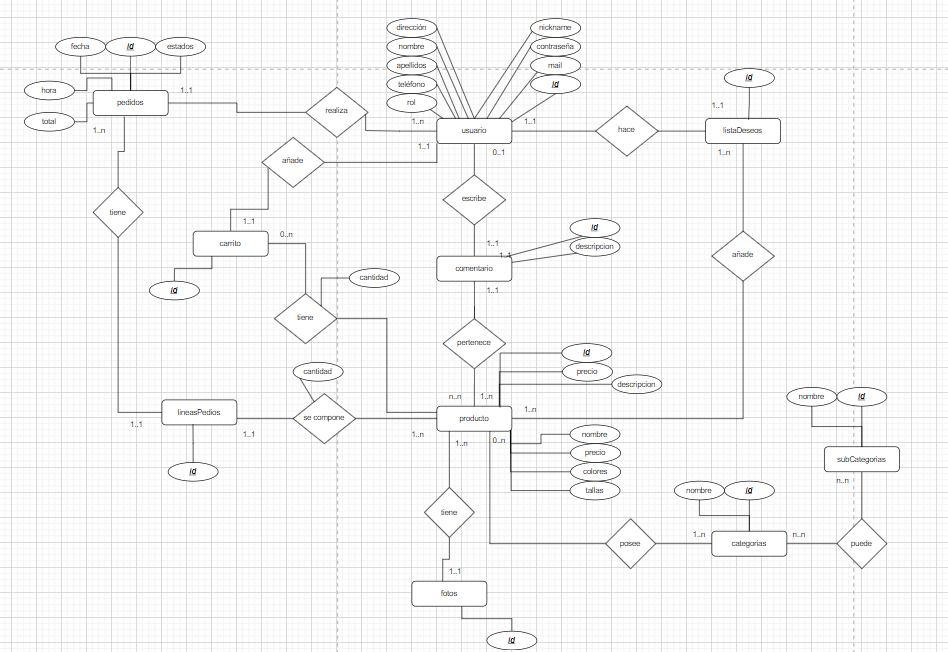 dirección
nickname
fecha
id
estados
nombre
contraseña
apellidos
mail
id
hora
1..1
teléfono
id
pedidos
rol
1..1
total
realiza
1..n
1..1
1..n
usuario
hace
listaDeseos
1..1
0..1
1..n
añade
escribe
tiene
1..1
0..n
1..1
id
carrito
descripcion
1..1
añade
comentario
cantidad
id
1..1
tiene
pertenece
id
cantidad
precio
descripcion
n..n
1..n
nombre
id
lineasPedios
se compone
producto
1..n
1..1
1..1
1..n
1..n
0..n
nombre
precio
subCategorias
id
colores
n..n
tallas
nombre
id
tiene
1..n
n..n
posee
categorias
puede
1..1
fotos
id